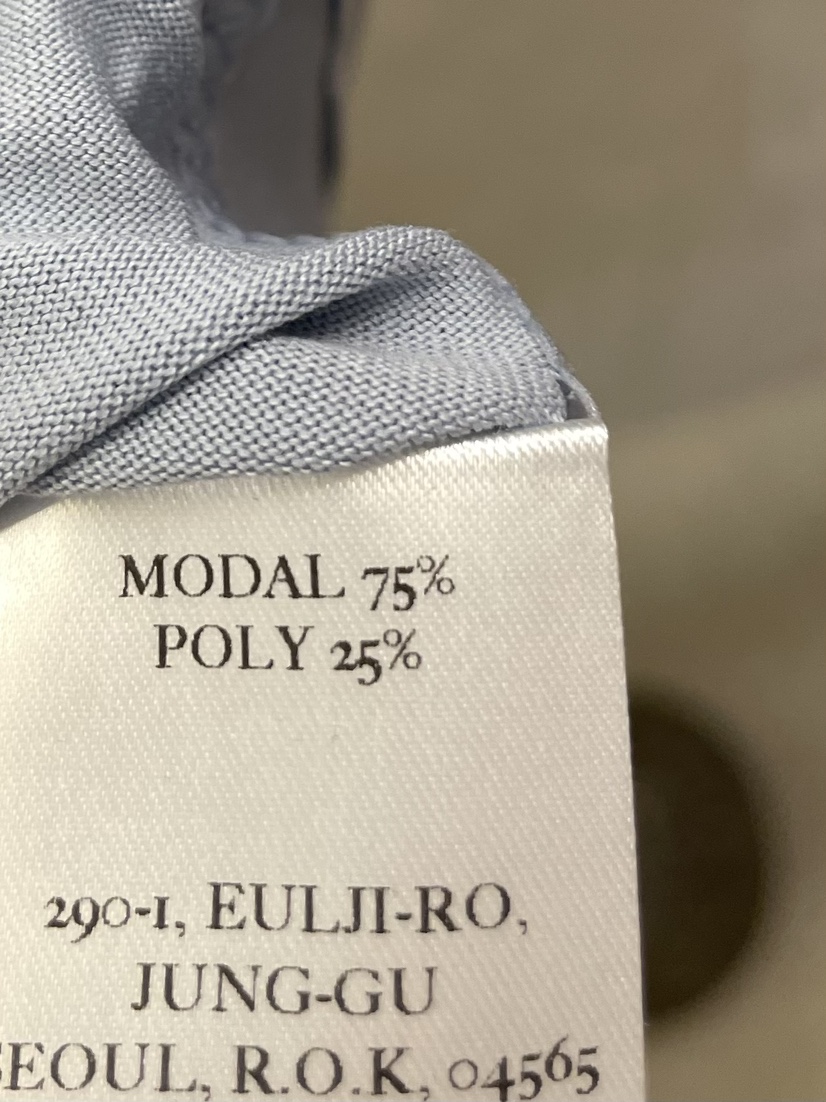 MODAL 75%
POLY 25%
290-1, EULJI-RO,
JUNG-GU
SEOUL, R.O.K, 04565